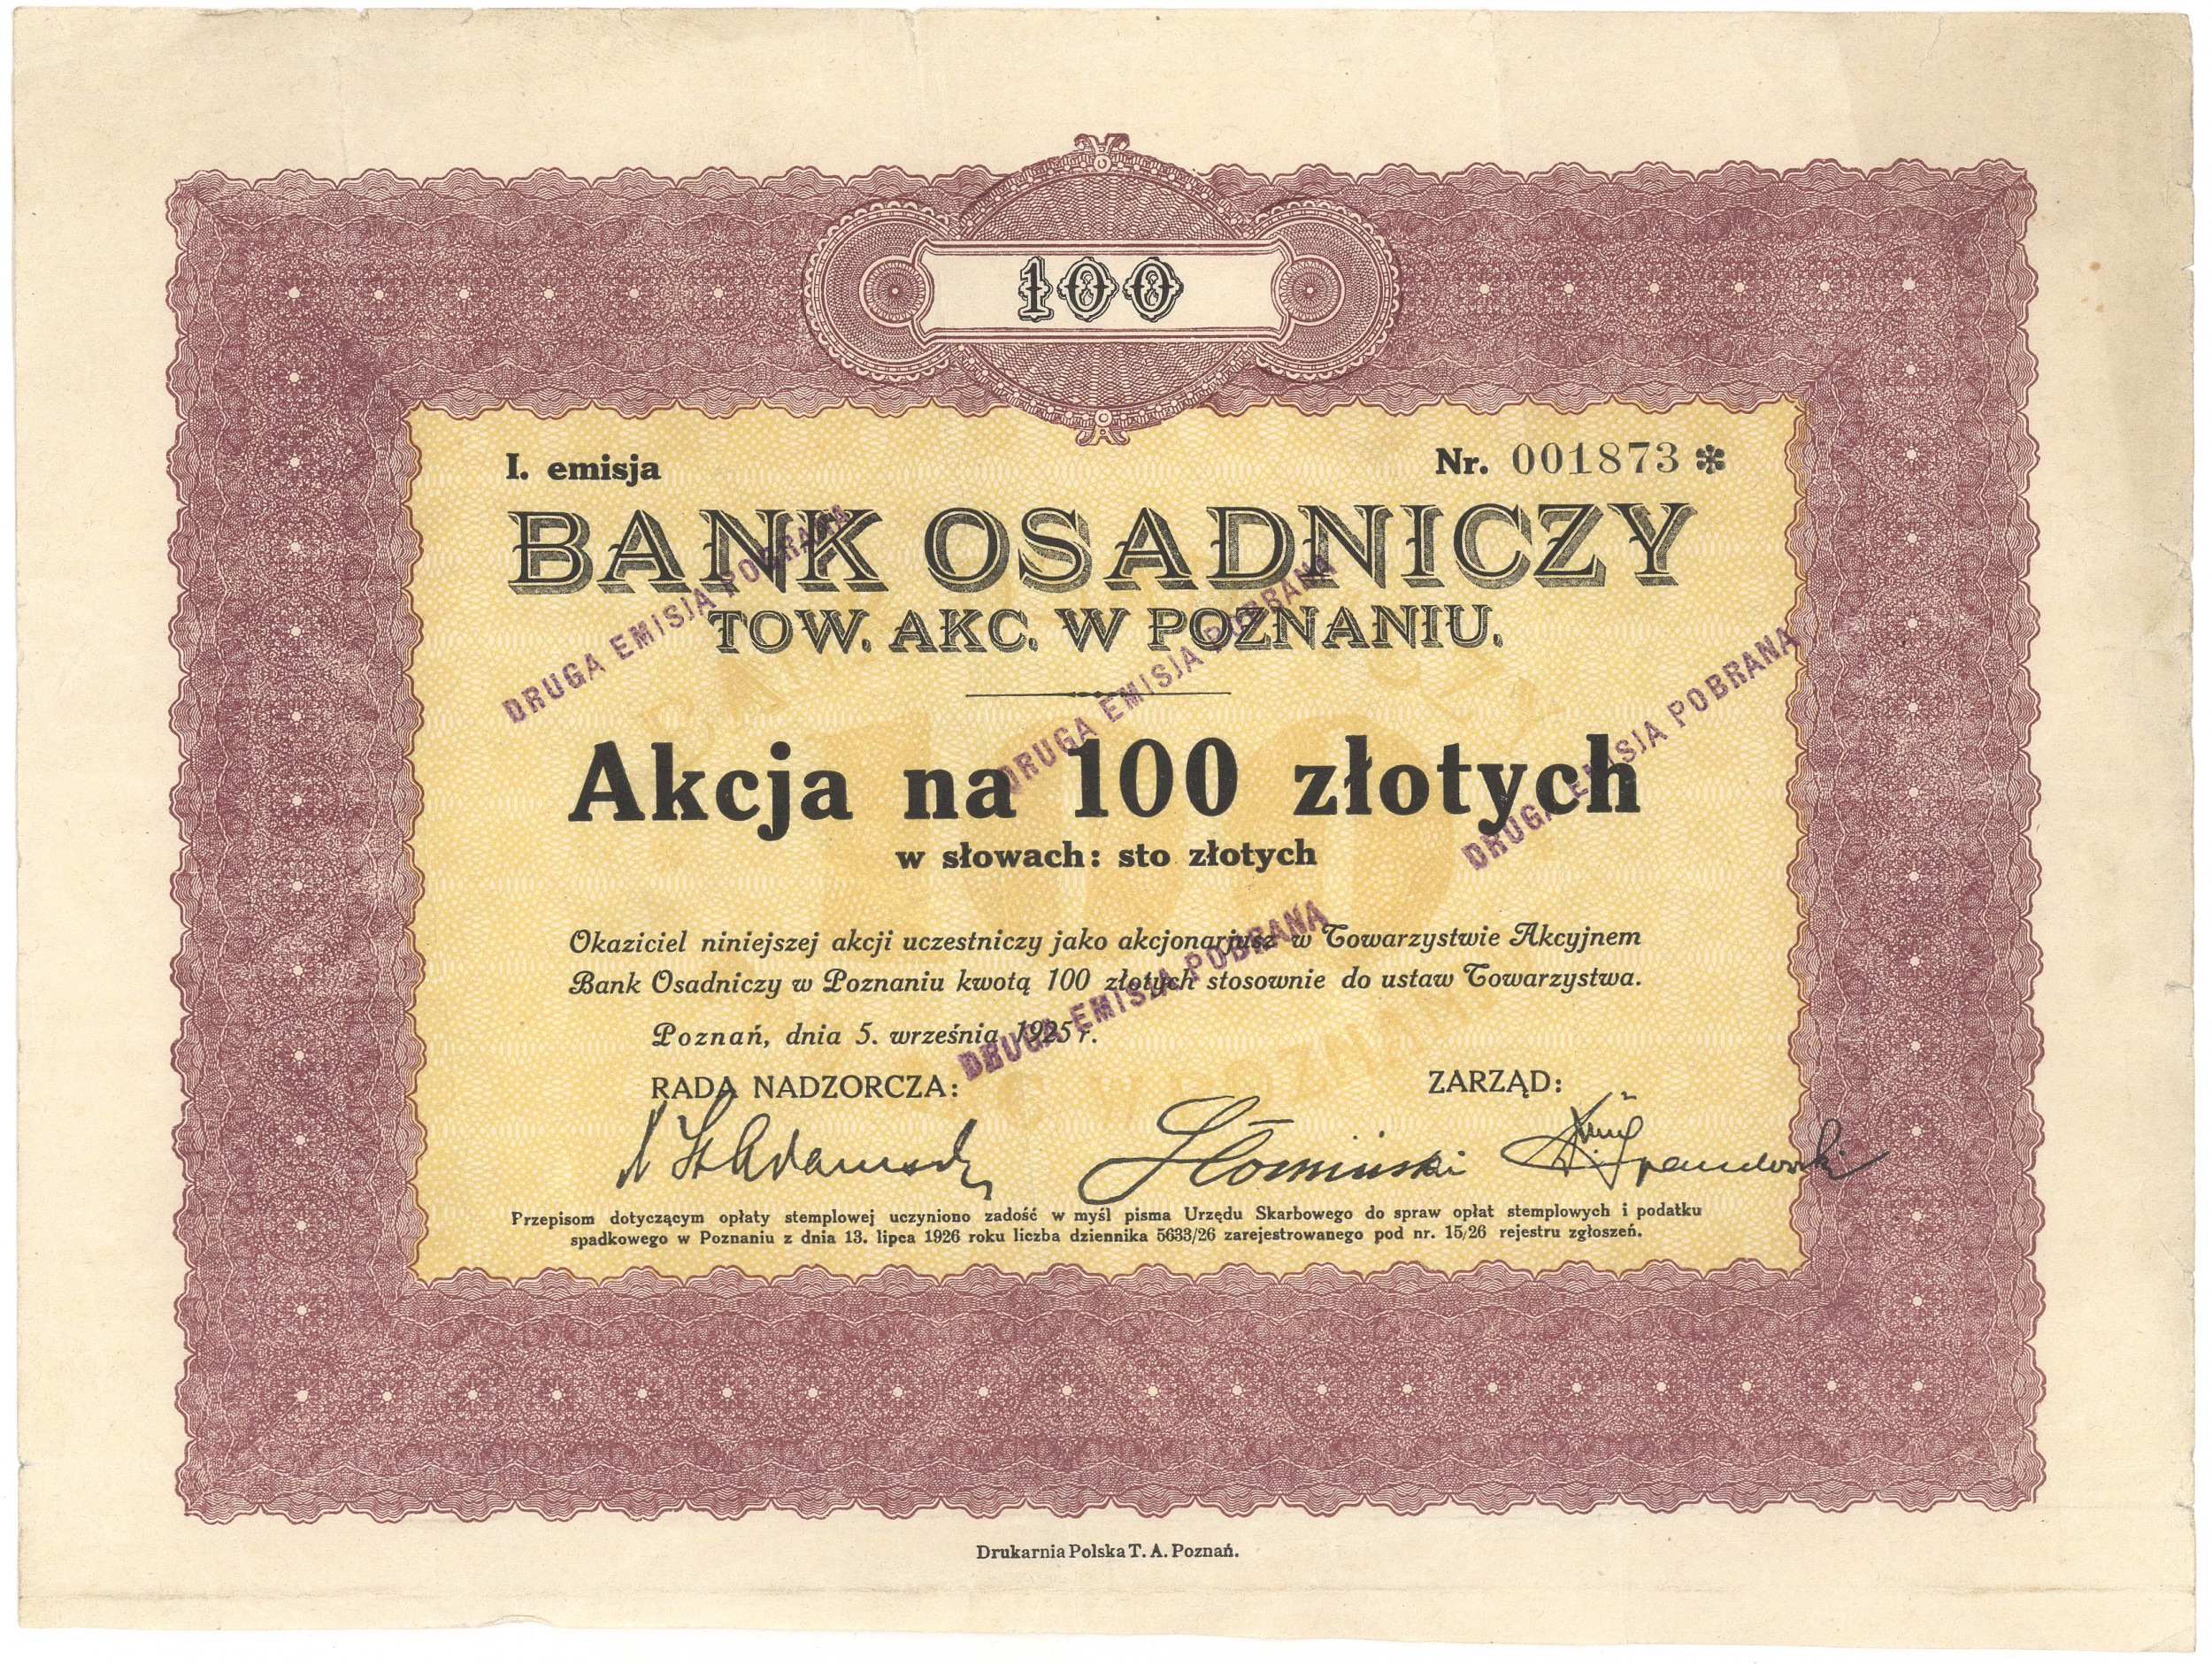 100
I. emisja
Nr. 001873 *
BANK OSADNICZY
TOW. AKC. W POZNANIU.
DRUGA EMISJA POBRANA
DRUGA EMISJA POBRANA
DRUGA EMISJA POBRANA
Akcja na 100 złotych
w słowach: sto złotych
DRUGA EMISJA POBRANA
Okaziciel niniejszej akcji uczestniczy jako akcjonarjusz w Towarzystwie Akcyjnem
Bank Osadniczy w Poznaniu kwotą 100 złotych stosownie do ustaw Towarzystwa.
Poznań, dnia 5. września 1925 r.
RADA NADZORCZA:
ZARZĄD:
Słomiński
Przepisom dotyczącym opłaty stemplowej uczyniono zadość w myśl pisma Urzędu Skarbowego do spraw opłat stemplowych i podatku
spadkowego w Poznaniu z dnia 13. lipca 1926 roku liczba dziennika 5633/26 zarejestrowanego pod nr. 15/26 rejestru zgłoszeń.
Drukarnia Polska T. A. Poznań.